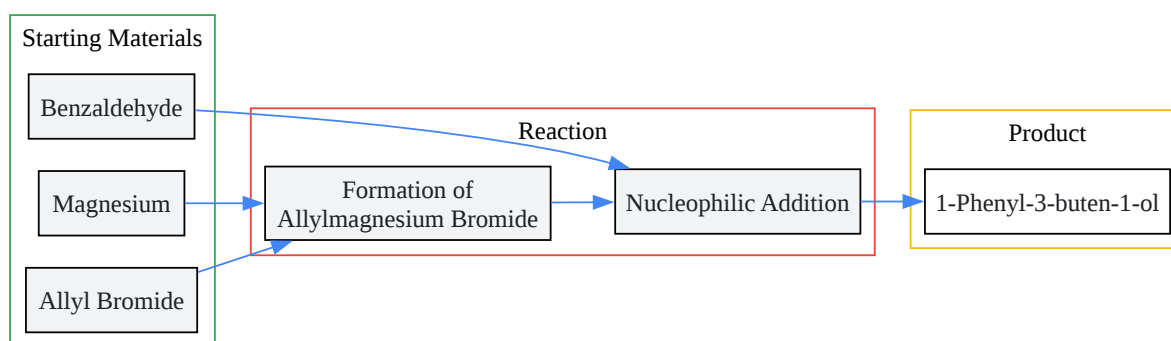 Starting Materials
Benzaldehyde
Magnesium
Allyl Bromide
Reaction
Formation of
Allylmagnesium Bromide
Nucleophilic Addition
Product
1-Phenyl-3-buten-1-ol